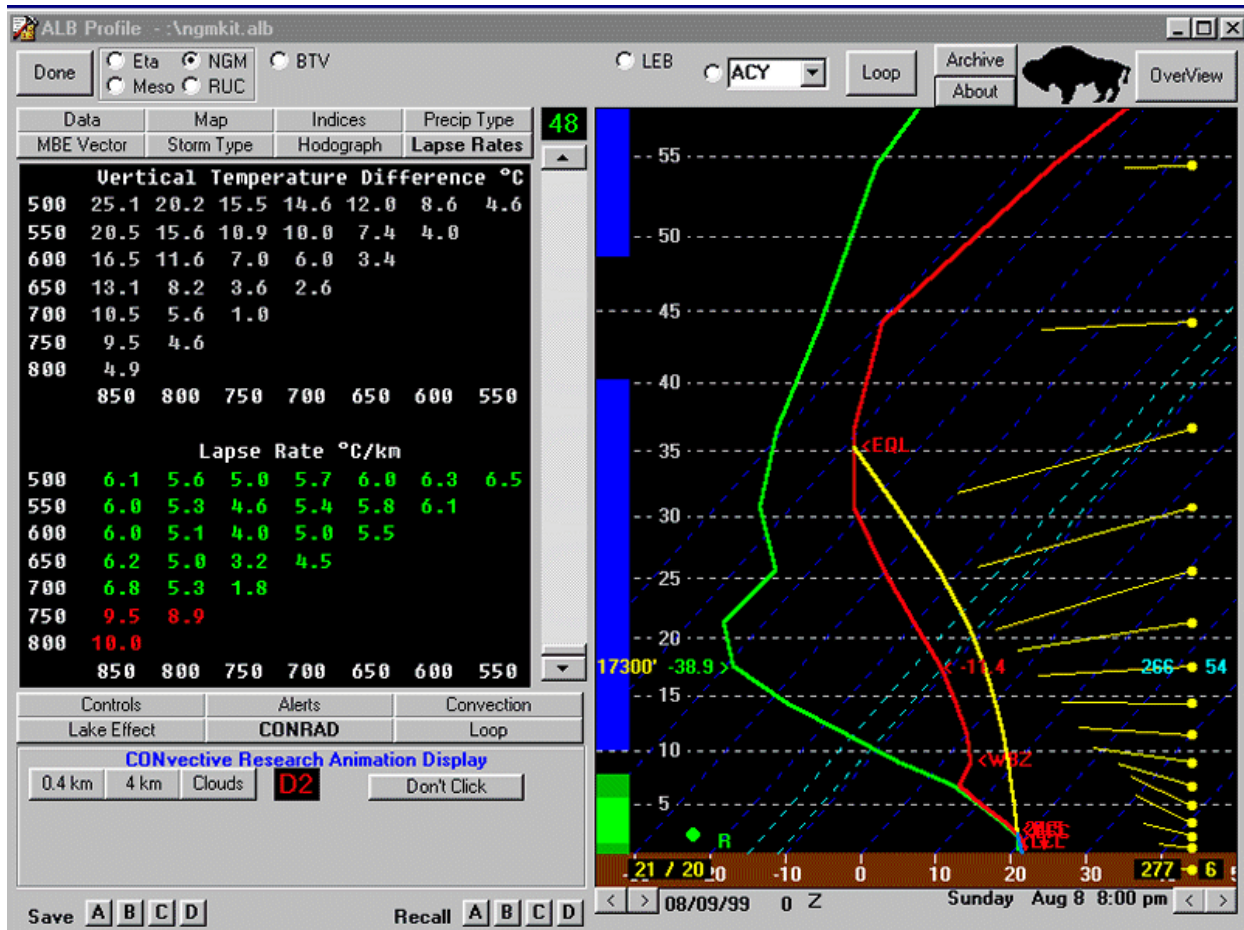 ALB Profile - :\ngmkit.alb
Done
Eta NGM
Meso RUC
BTV
LEB
ACY
Loop
Archive
About
OverView
Data Map Indices Precip Type
MBE Vector Storm Type Hodograph Lapse Rates
48
Vertical Temperature Difference °C
500 25.1 20.2 15.5 14.6 12.0 8.6 4.6
550 20.5 15.6 10.9 10.0 7.4 4.0
600 16.5 11.6 7.0 6.0 3.4
650 13.1 8.2 3.6 2.6
700 10.5 5.6 1.0
750 9.5 4.6
800 4.9
850 800 750 700 650 600 550
Lapse Rate °C/km
500 6.1 5.6 5.0 5.7 6.0 6.3 6.5
550 6.0 5.3 4.6 5.4 5.8 6.1
600 6.0 5.1 4.0 5.0 5.5
650 6.2 5.0 3.2 4.5
700 6.8 5.3 1.8
750 9.5 8.9
800 10.0
850 800 750 700 650 600 550
Controls Alerts Convection
Lake Effect CONRAD Loop
CONvective Research Animation Display
0.4 km 4 km Clouds D2 Don't Click
Save A B C D Recall A B C D
55
50
45
40
35
<EQL
30
25
20
17300' -38.9 > < -11.4 266 54
15
10
<WBZ
5
R
21 / 20 -10 0 10 20 30 277 6
< > 08/09/99 0 Z Sunday Aug 8 8:00 pm < >